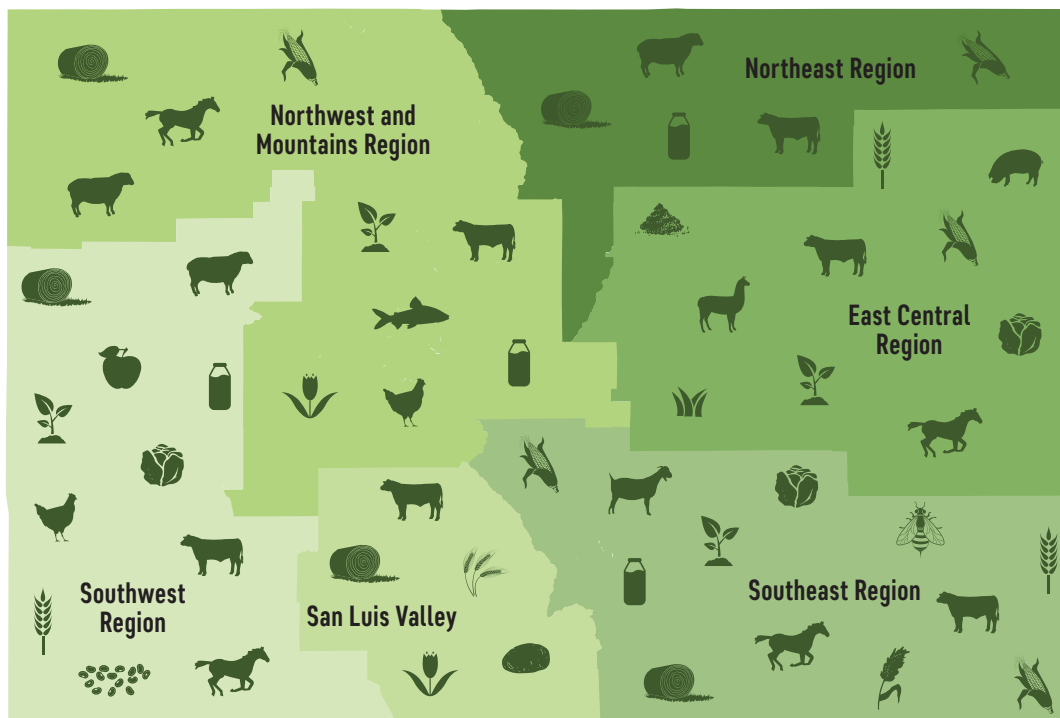 Northeast Region
Northwest and
Mountains Region
East Central
Region
Southwest
Region
San Luis Valley
Southeast Region